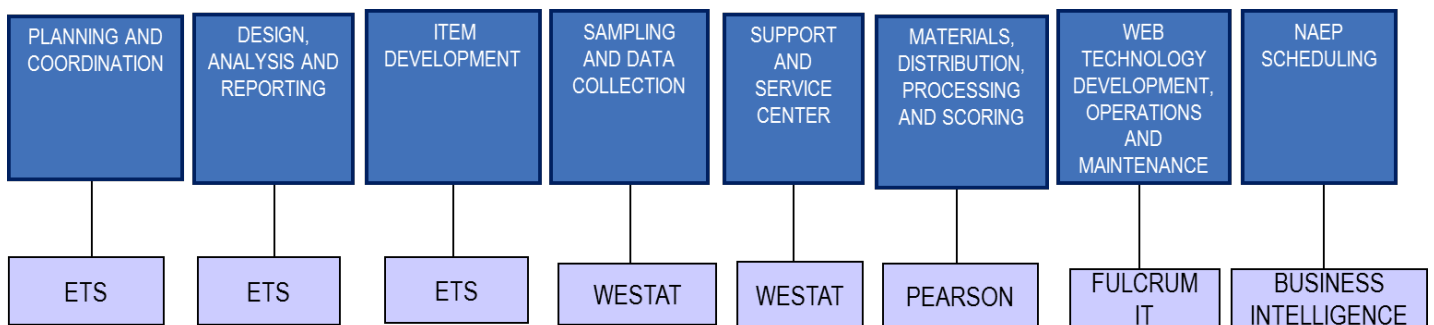 PLANNING AND
COORDINATION
DESIGN,
ANALYSIS AND
REPORTING
ITEM
DEVELOPMENT
SAMPLING
AND DATA
COLLECTION
SUPPORT
AND
SERVICE
CENTER
MATERIALS,
DISTRIBUTION,
PROCESSING
AND SCORING
WEB
TECHNOLOGY
DEVELOPMENT,
OPERATIONS
AND
MAINTENANCE
NAEP
SCHEDULING
ETS
ETS
ETS
WESTAT
WESTAT
PEARSON
FULCRUM
IT
BUSINESS
INTELLIGENCE